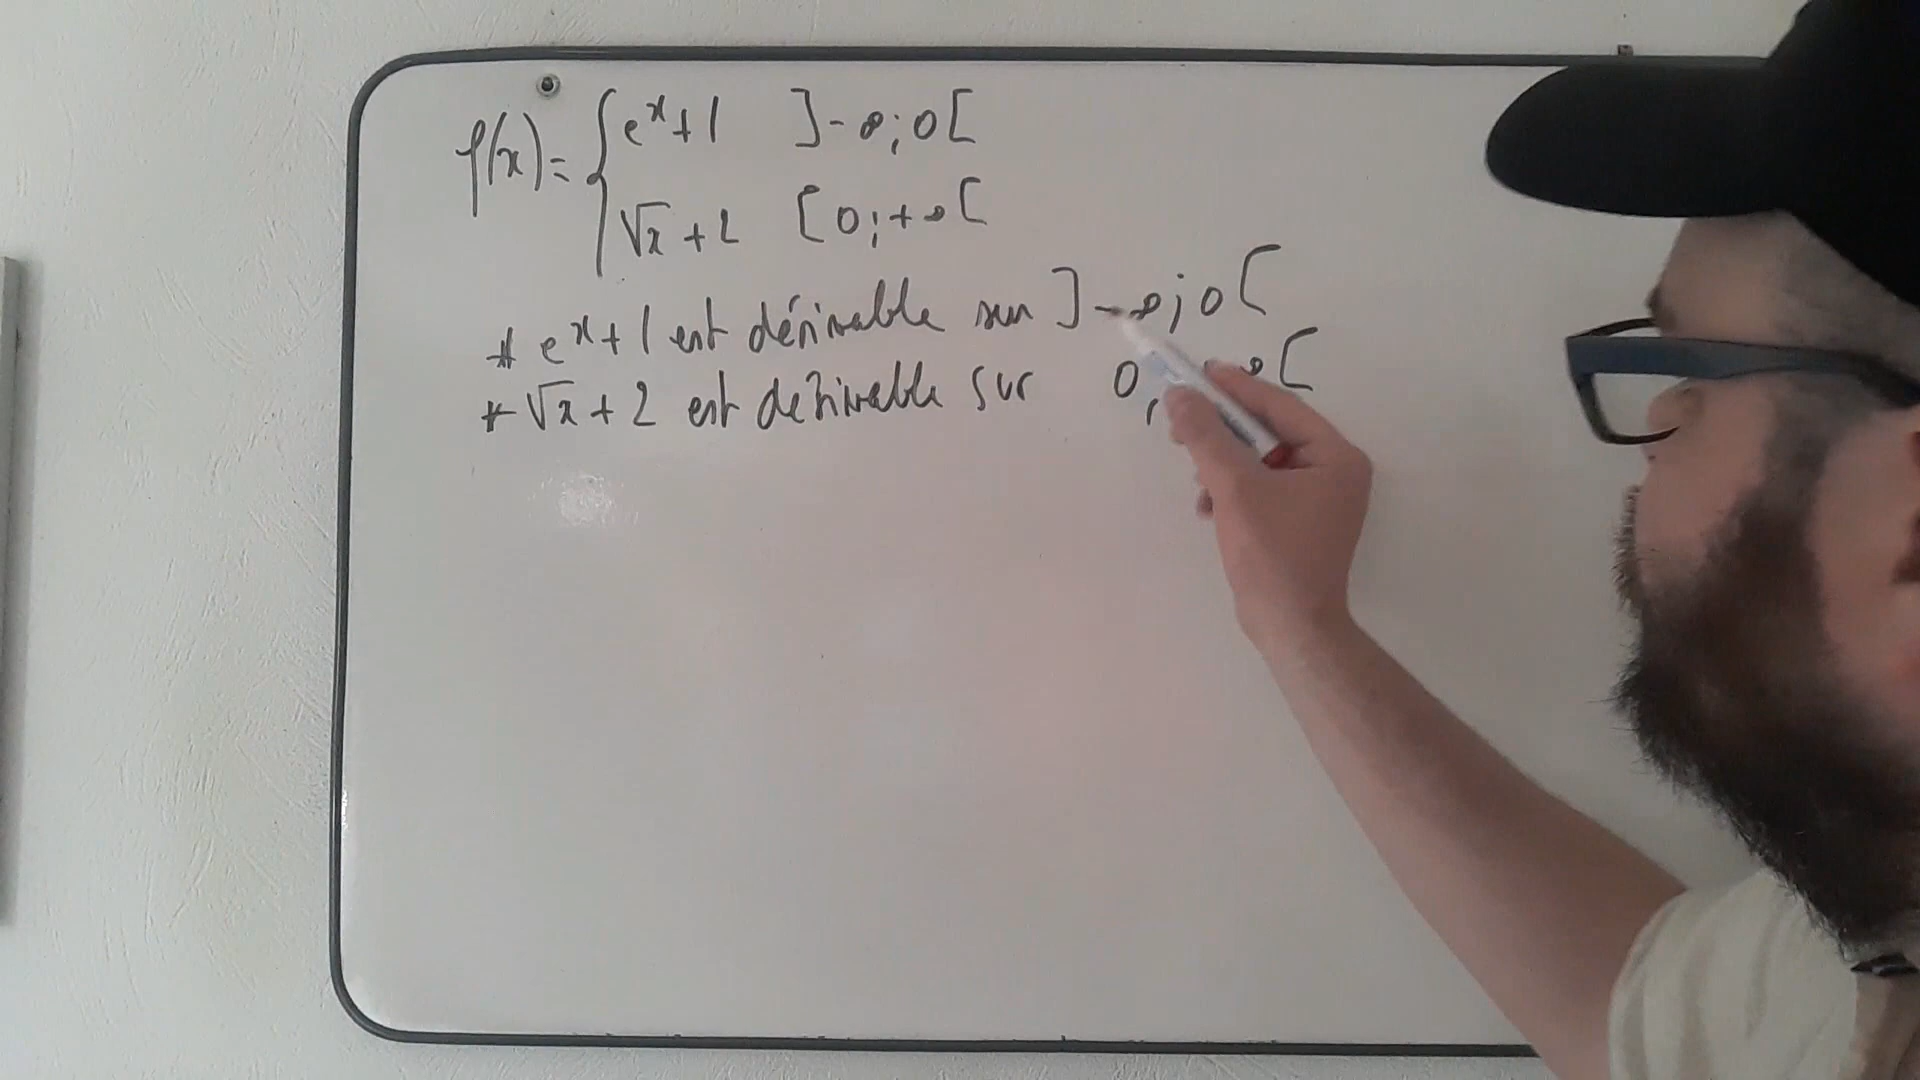 f(x) = { e^x + 1 ]-∞; 0[
√x + 2 [0; +∞[
* e^x + 1 est dérivable sur ]-∞; 0[
* √x + 2 est dérivable sur 0, ∞[